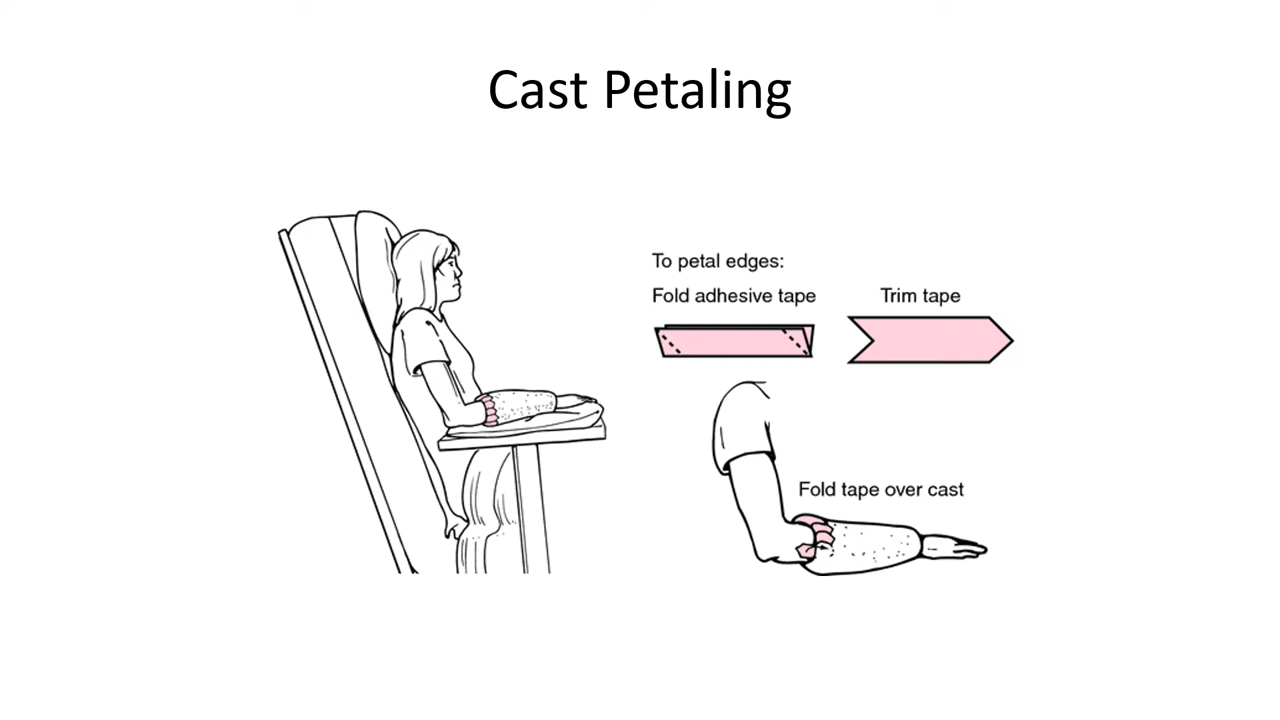 Cast Petaling
To petal edges:
Fold adhesive tape
Trim tape
Fold tape over cast